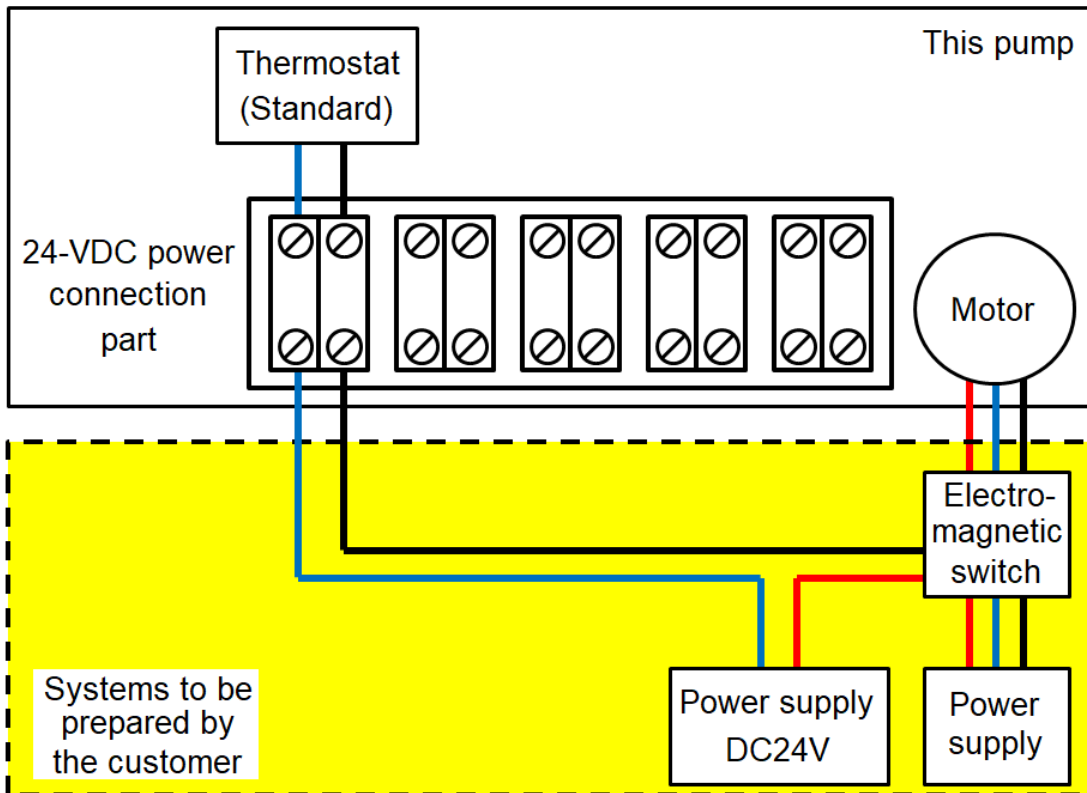 This pump
Thermostat
(Standard)
24-VDC power
connection
part
Motor
Electro-
magnetic
switch
Systems to be
prepared by
the customer
Power supply
DC24V
Power
supply